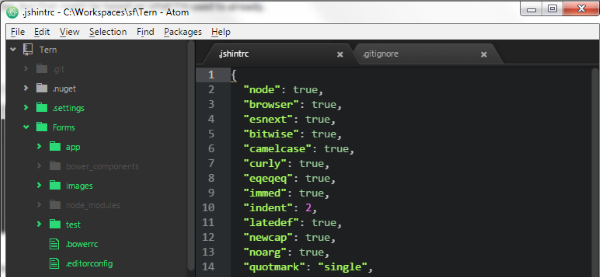 .jshintrc - C:\Workspaces\sf\Tern - Atom
File Edit View Selection Find Packages Help
Tern
.git
.nuget
.settings
Forms
app
bower_components
images
node_modules
test
.bowerrc
.editorconfig
.jshintrc
.gitignore
1 {
2 "node": true,
3 "browser": true,
4 "esnext": true,
5 "bitwise": true,
6 "camelcase": true,
7 "curly": true,
8 "eqeqeq": true,
9 "immed": true,
10 "indent": 2,
11 "latedef": true,
12 "newcap": true,
13 "noarg": true,
14 "quotmark": "single",